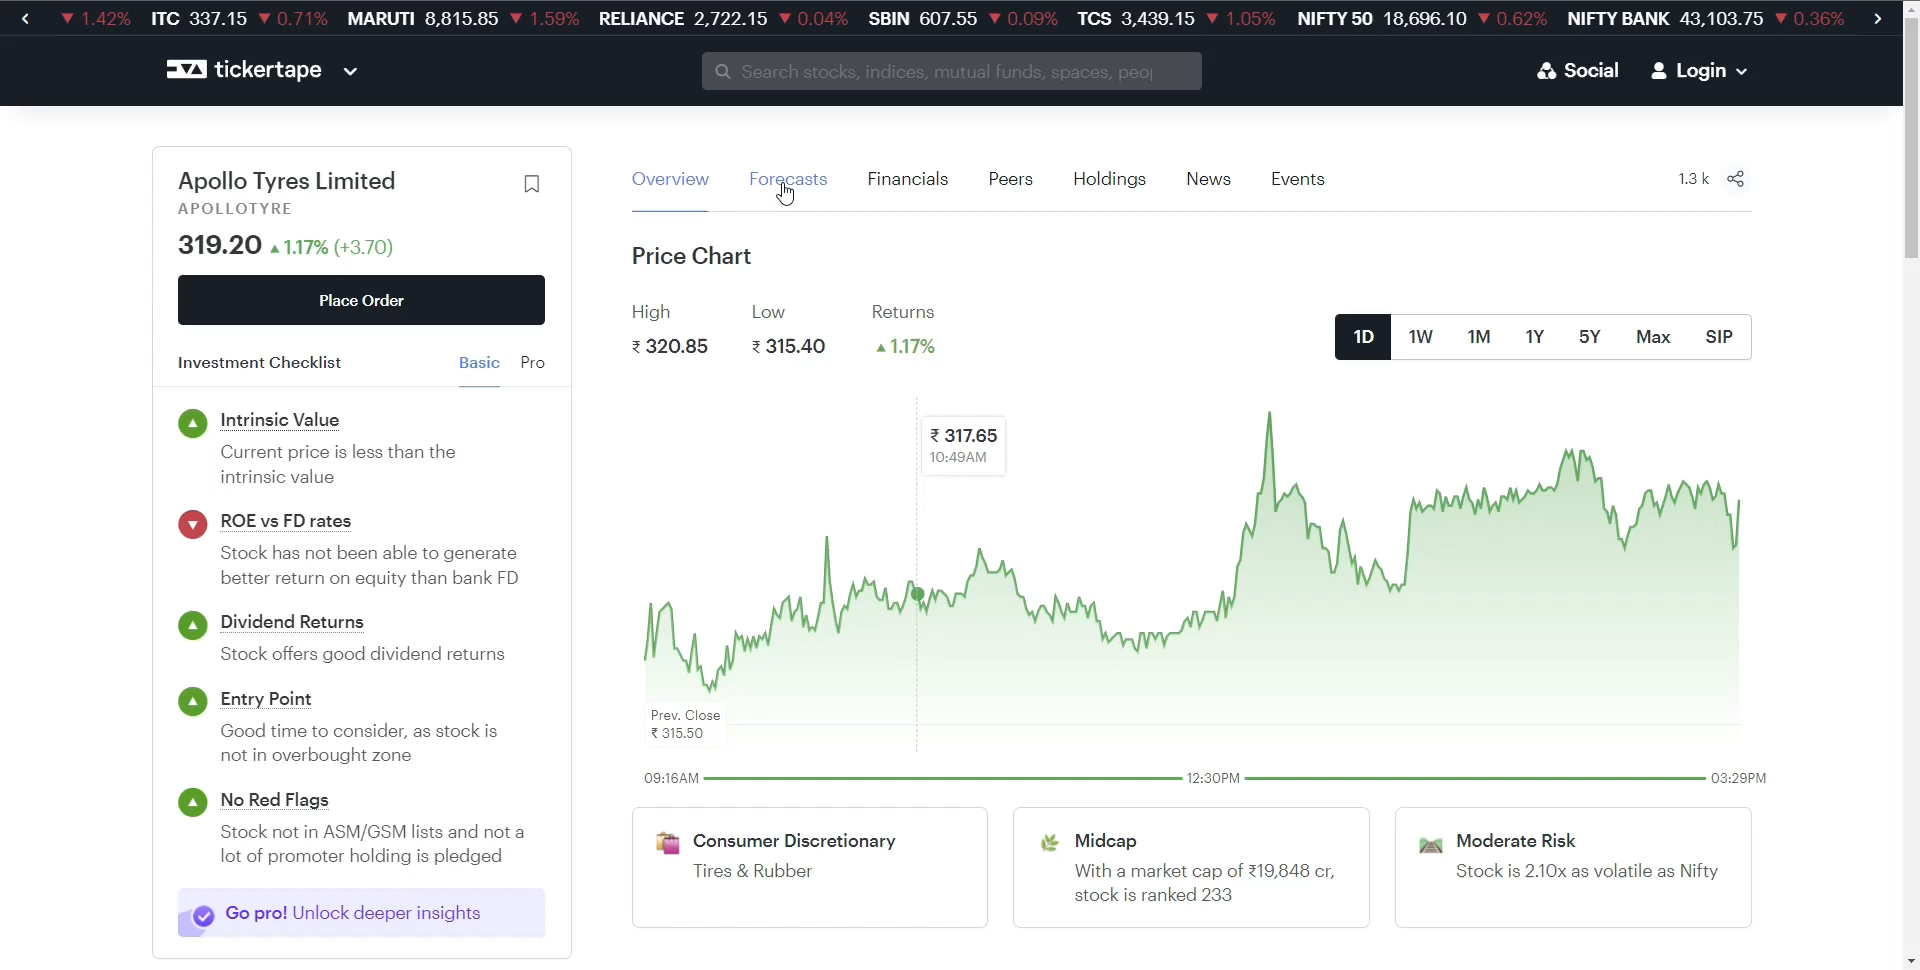 1.42% ITC 337.15 0.71% MARUTI 8,815.85 1.59% RELIANCE 2,722.15 0.04% SBIN 607.55 0.09% TCS 3,439.15 1.05% NIFTY 50 18,696.10 0.62% NIFTY BANK 43,103.75 0.36%
tickertape
Search stocks, indices, mutual funds, spaces,
Social
Login
Apollo Tyres Limited
APOLLOTYRE
319.20 1.17% (+3.70)
Place Order
Investment Checklist Basic Pro
Intrinsic Value
Current price is less than the
intrinsic value
ROE vs FD rates
Stock has not been able to generate
better return on equity than bank FD
Dividend Returns
Stock offers good dividend returns
Entry Point
Good time to consider, as stock is
not in overbought zone
No Red Flags
Stock not in ASM/GSM lists and not a
lot of promoter holding is pledged
Go pro! Unlock deeper insights
Overview Forecasts Financials Peers Holdings News Events 1.3 k
Price Chart
High Low Returns
₹ 320.85 ₹ 315.40 1.17%
1D 1W 1M 1Y 5Y Max SIP
₹ 317.65
10:49AM
Prev. Close
₹ 315.50
09:16AM 12:30PM 03:29PM
Consumer Discretionary
Tires & Rubber
Midcap
With a market cap of ₹19,848 cr,
stock is ranked 233
Moderate Risk
Stock is 2.10x as volatile as Nifty